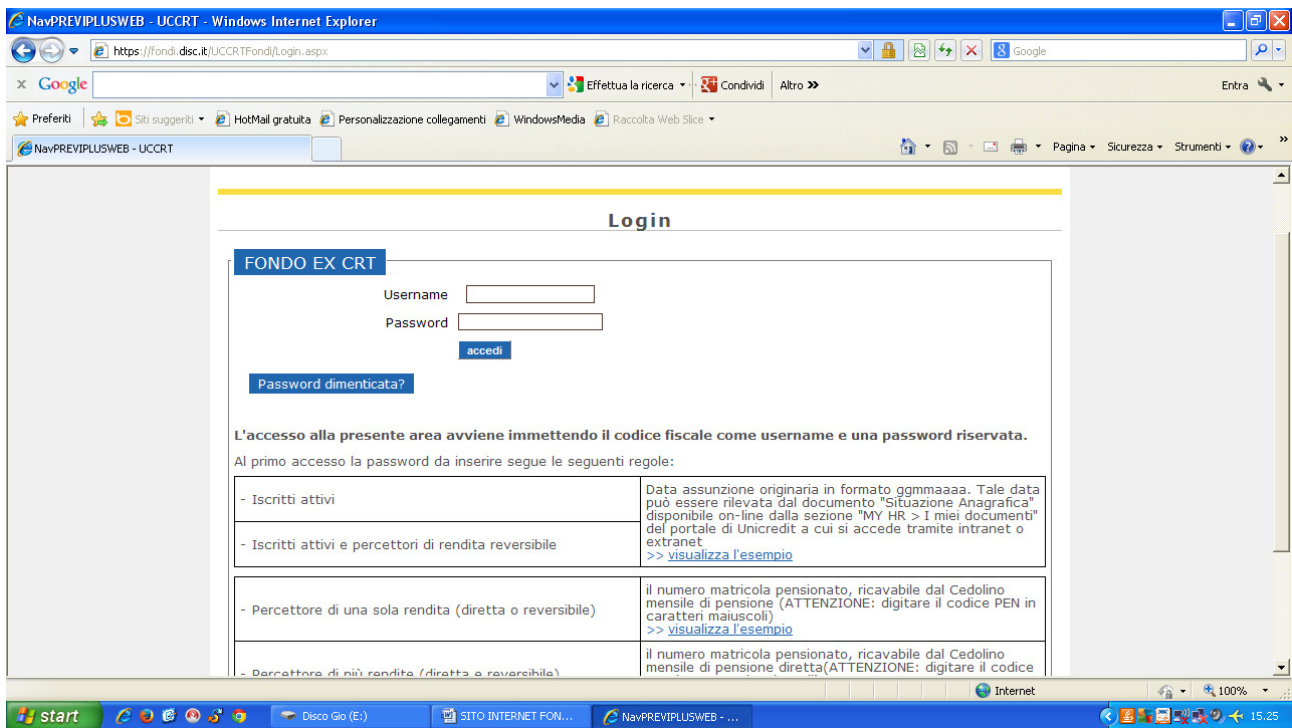 NavPREVIPLUSWEB - UCCRT - Windows Internet Explorer
https://fondi.disc.it/UCCRTFondi/Login.aspx
Google
x Google
Effettua la ricerca
Condividi
Altro
Entra
Preferiti
Siti suggeriti
HotMail gratuita
Personalizzazione collegamenti
WindowsMedia
Raccolta Web Slice
NavPREVIPLUSWEB - UCCRT
Pagina
Sicurezza
Strumenti
Login
FONDO EX CRT
Username
Password
accedi
Password dimenticata?
L'accesso alla presente area avviene immettendo il codice fiscale come username e una password riservata.
Al primo accesso la password da inserire segue le seguenti regole:
- Iscritti attivi
- Iscritti attivi e percettori di rendita reversibile
Data assunzione originaria in formato ggmmaaaa. Tale data
può essere rilevata dal documento "Situazione Anagrafica"
disponibile on-line dalla sezione "MY HR > I miei documenti"
del portale di Unicredit a cui si accede tramite intranet o
extranet
>> visualizza l'esempio
- Percettore di una sola rendita (diretta o reversibile)
il numero matricola pensionato, ricavabile dal Cedolino
mensile di pensione (ATTENZIONE: digitare il codice PEN in
caratteri maiuscoli)
>> visualizza l'esempio
- Percettore di più rendite (diretta e reversibile)
il numero matricola pensionato, ricavabile dal Cedolino
mensile di pensione diretta(ATTENZIONE: digitare il codice
Internet
100%
start
Disco Gio (E:)
SITO INTERNET FON...
NavPREVIPLUSWEB - ...
15.25